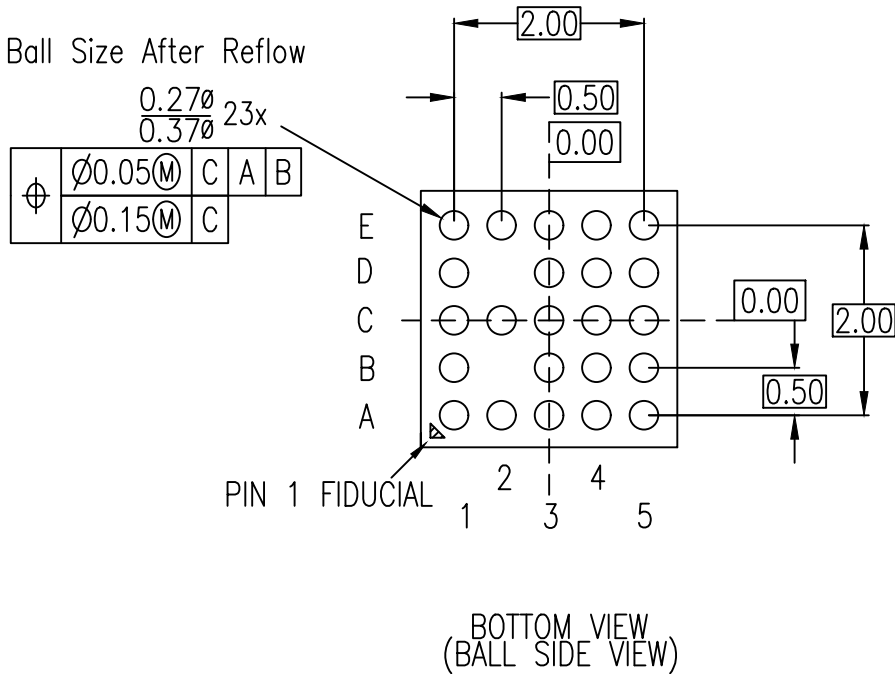 2.00
Ball Size After Reflow
0.27ø
0.37ø
23x
0.50
0.00
Ø0.05Ⓜ C A B
Ø0.15Ⓜ C
E
D
C
B
A
0.00
2.00
0.50
PIN 1 FIDUCIAL
2 4
1 3 5
BOTTOM VIEW
(BALL SIDE VIEW)